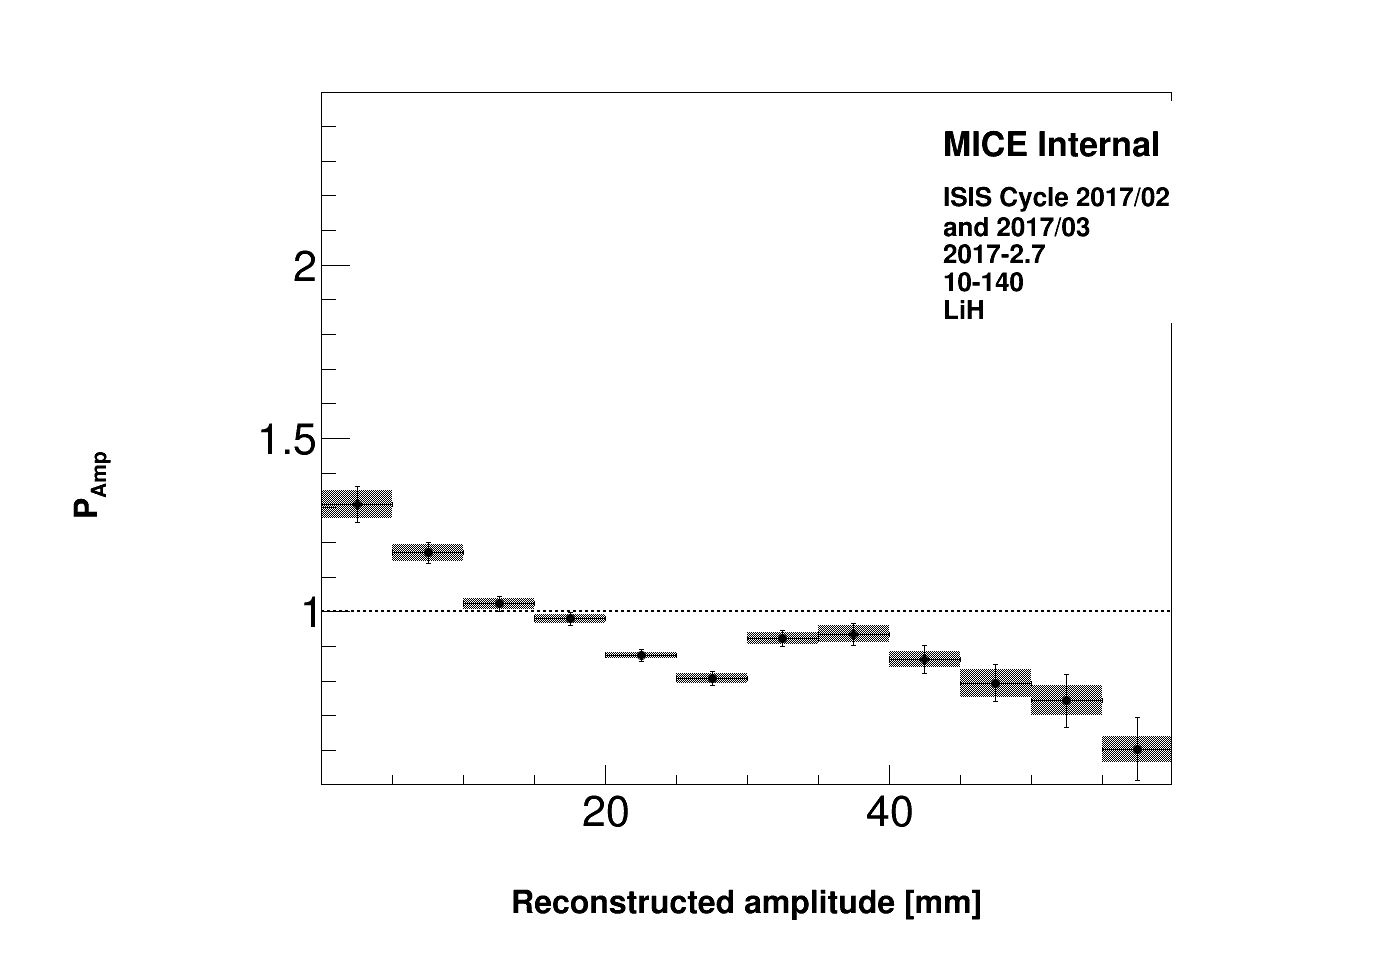 MICE Internal
ISIS Cycle 2017/02
and 2017/03
2017-2.7
10-140
LiH
2
1.5
1
P_Amp
20 40
Reconstructed amplitude [mm]